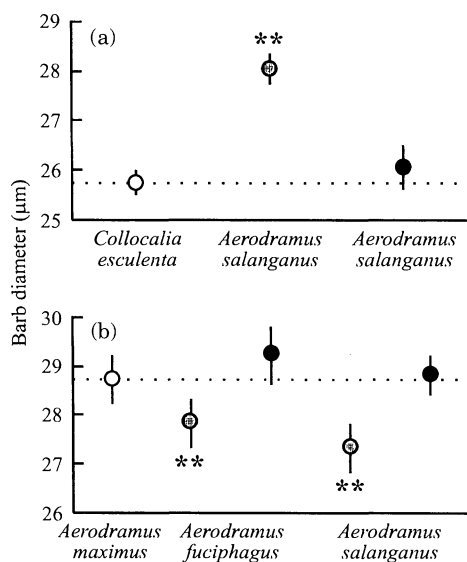 (a)
**
29
28
27
26
25
Collocalia Aerodramus Aerodramus
esculenta salanganus salanganus
Barb diameter (μm)
(b)
31
30
29
28
27
26
**
**
Aerodramus Aerodramus Aerodramus
maximus fuciphagus salanganus